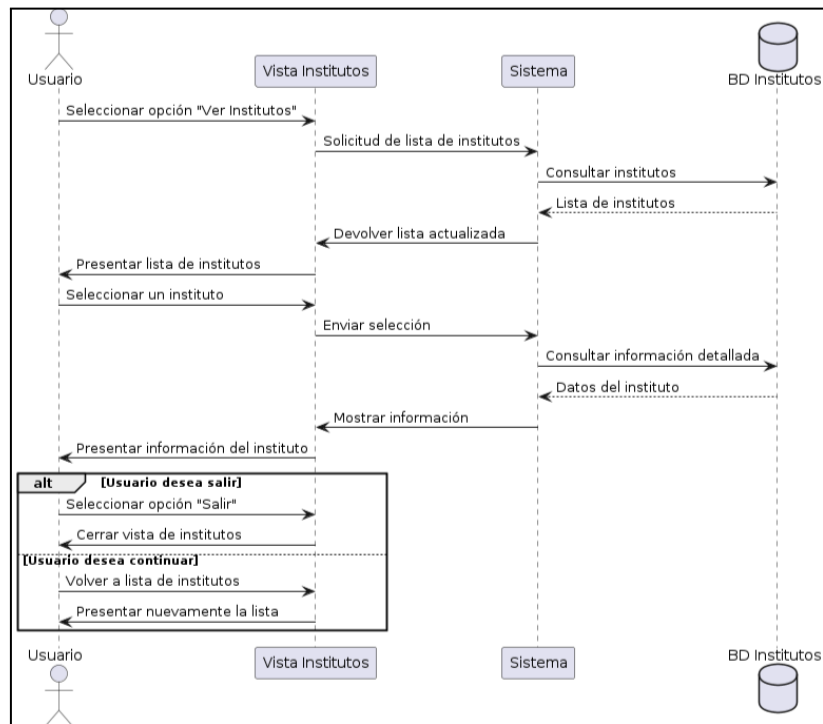 Usuario
Vista Institutos
Sistema
BD Institutos
Seleccionar opción "Ver Institutos"
Solicitud de lista de institutos
Consultar institutos
Lista de institutos
Devolver lista actualizada
Presentar lista de institutos
Seleccionar un instituto
Enviar selección
Consultar información detallada
Datos del instituto
Mostrar información
Presentar información del instituto
alt [Usuario desea salir]
Seleccionar opción "Salir"
Cerrar vista de institutos
[Usuario desea continuar]
Volver a lista de institutos
Presentar nuevamente la lista
Usuario
Vista Institutos
Sistema
BD Institutos